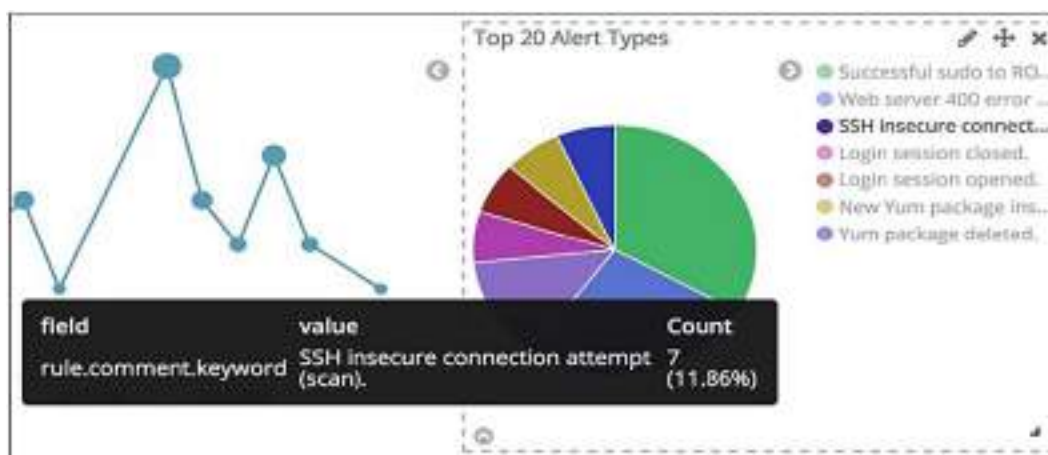 Top 20 Alert Types
Successful sudo to RO...
Web server 400 error ...
SSH insecure connect...
Login session closed.
Login session opened.
New Yum package ins...
Yum package deleted.
field value Count
rule.comment.keyword SSH insecure connection attempt 7
(scan). (11.86%)